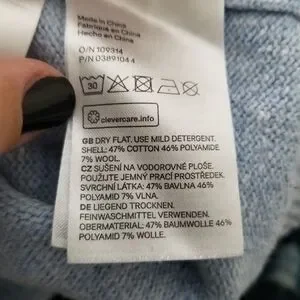 Made in China
Fabriqué en Chine
Hecho en China
O/N 109314
P/N 0389104 4
30
clevercare.info
GB DRY FLAT. USE MILD DETERGENT.
SHELL: 47% COTTON 46% POLYAMIDE
7% WOOL.
CZ SUŠENÍ NA VODOROVNÉ PLOŠE.
POUŽIJTE JEMNÝ PRACÍ PROSTŘEDEK.
SVRCHNÍ LÁTKA: 47% BAVLNA 46%
POLYAMID 7% VLNA.
DE LIEGEND TROCKNEN.
FEINWASCHMITTEL VERWENDEN.
OBERMATERIAL: 47% BAUMWOLLE 46%
POLYAMID 7% WOLLE.